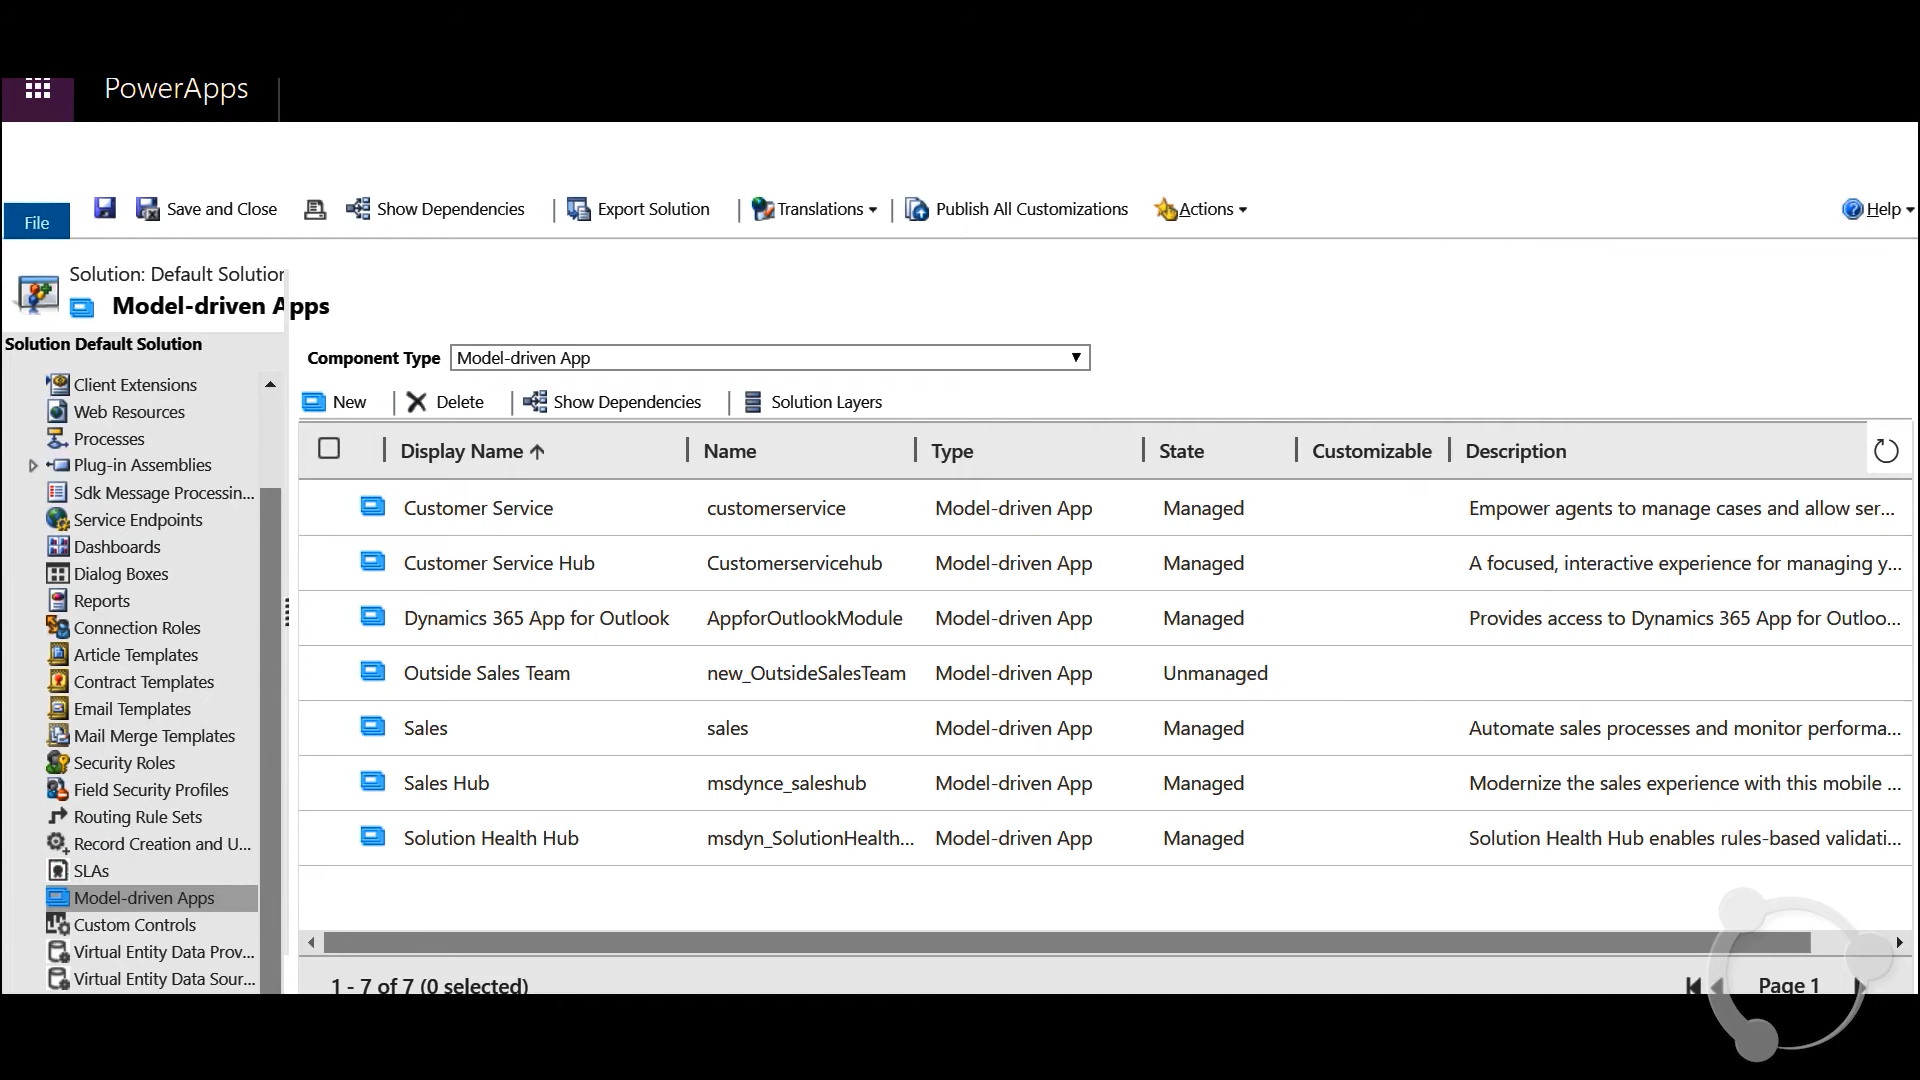 PowerApps
File Save and Close Show Dependencies Export Solution Translations Publish All Customizations Actions Help
Solution: Default Solution
Model-driven Apps
Solution Default Solution
Client Extensions
Web Resources
Processes
Plug-in Assemblies
Sdk Message Processin...
Service Endpoints
Dashboards
Dialog Boxes
Reports
Connection Roles
Article Templates
Contract Templates
Email Templates
Mail Merge Templates
Security Roles
Field Security Profiles
Routing Rule Sets
Record Creation and U...
SLAs
Model-driven Apps
Custom Controls
Virtual Entity Data Prov...
Virtual Entity Data Sour...
Component Type Model-driven App
New Delete Show Dependencies Solution Layers
Display Name Name Type State Customizable Description
Customer Service customerservice Model-driven App Managed Empower agents to manage cases and allow ser...
Customer Service Hub Customerservicehub Model-driven App Managed A focused, interactive experience for managing y...
Dynamics 365 App for Outlook AppforOutlookModule Model-driven App Managed Provides access to Dynamics 365 App for Outloo...
Outside Sales Team new_OutsideSalesTeam Model-driven App Unmanaged
Sales sales Model-driven App Managed Automate sales processes and monitor performa...
Sales Hub msdynce_saleshub Model-driven App Managed Modernize the sales experience with this mobile ...
Solution Health Hub msdyn_SolutionHealth... Model-driven App Managed Solution Health Hub enables rules-based validati...
1 - 7 of 7 (0 selected) Page 1